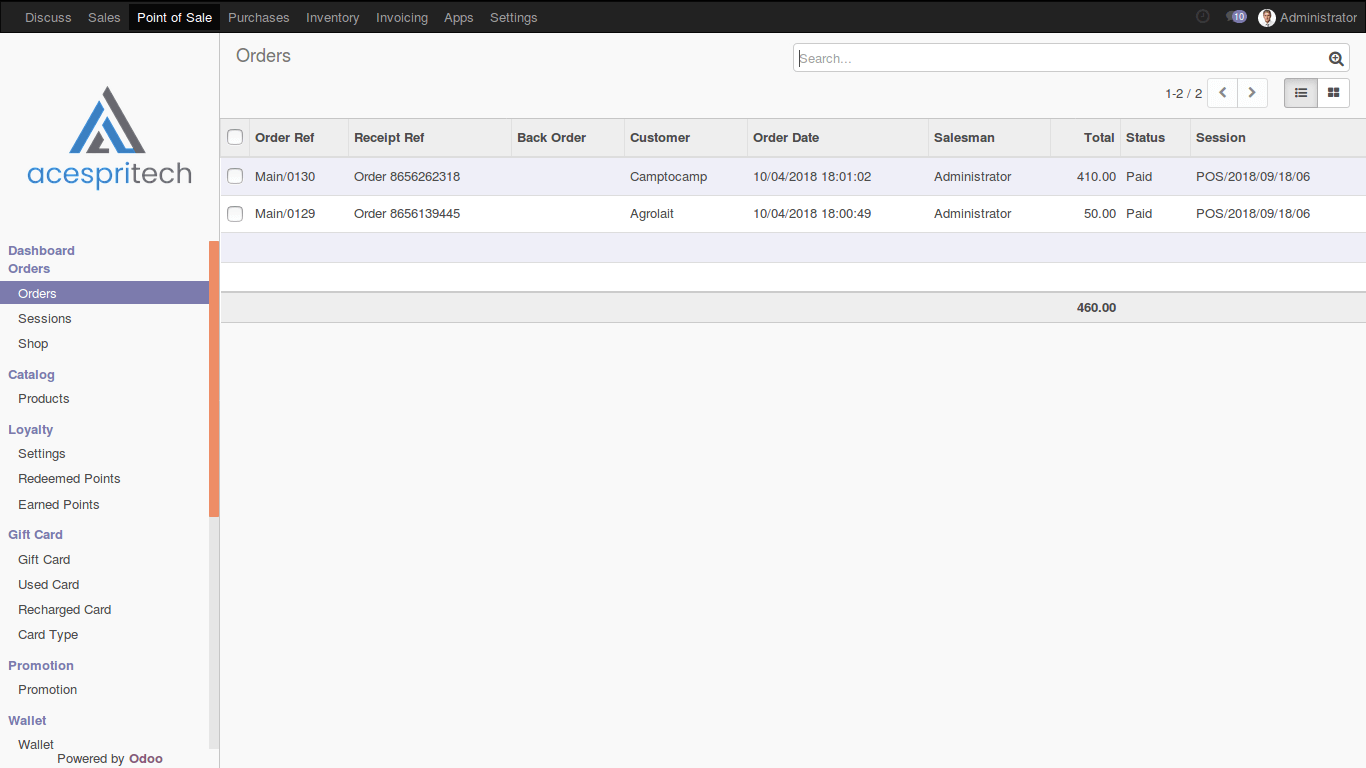 Discuss Sales Point of Sale Purchases Inventory Invoicing Apps Settings 10 Administrator
acespritech
Dashboard
Orders
Orders
Sessions
Shop
Catalog
Products
Loyalty
Settings
Redeemed Points
Earned Points
Gift Card
Gift Card
Used Card
Recharged Card
Card Type
Promotion
Promotion
Wallet
Wallet
Powered by Odoo
Orders
Search...
1-2 / 2
Order Ref Receipt Ref Back Order Customer Order Date Salesman Total Status Session
Main/0130 Order 8656262318 Camptocamp 10/04/2018 18:01:02 Administrator 410.00 Paid POS/2018/09/18/06
Main/0129 Order 8656139445 Agrolait 10/04/2018 18:00:49 Administrator 50.00 Paid POS/2018/09/18/06
460.00